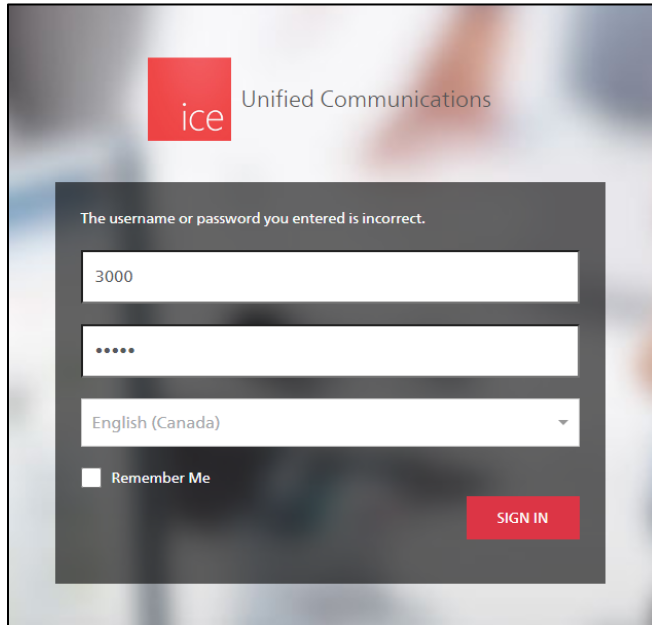 ice
Unified Communications
The username or password you entered is incorrect.
3000
•••••
English (Canada)
Remember Me
SIGN IN